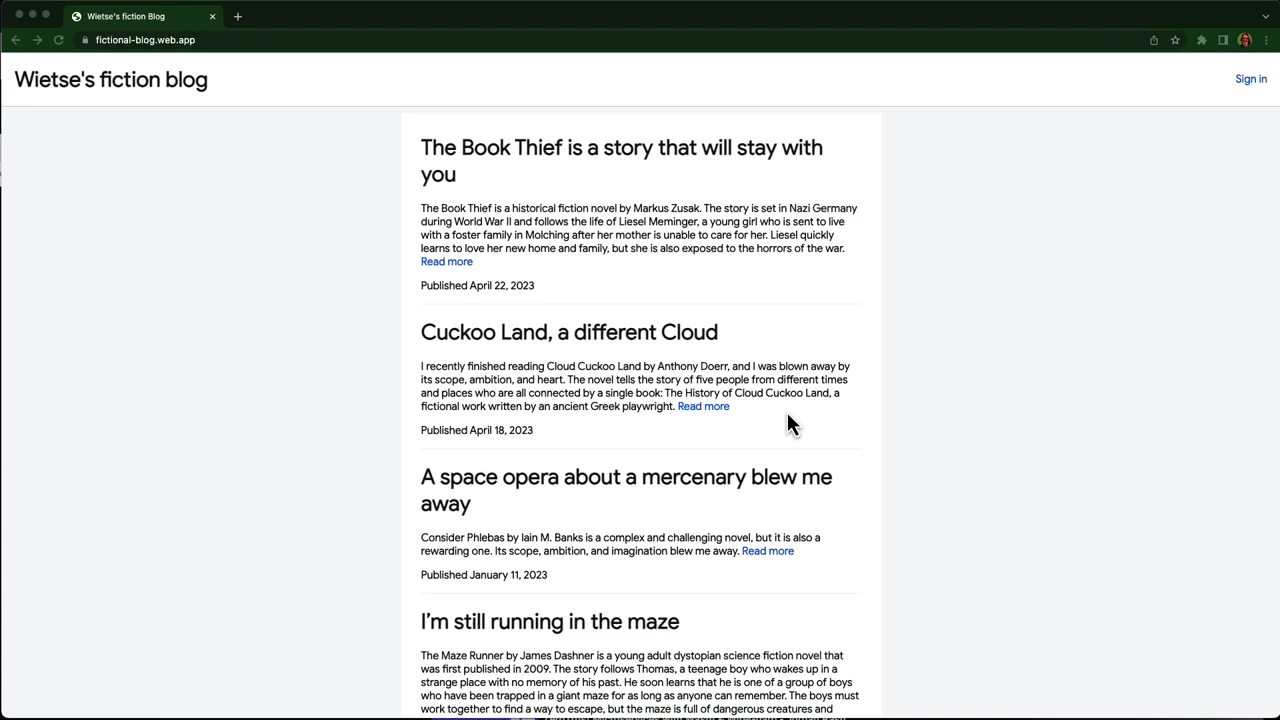 Wietse's fiction Blog
fictional-blog.web.app
Wietse's fiction blog
Sign in
The Book Thief is a story that will stay with
you
The Book Thief is a historical fiction novel by Markus Zusak. The story is set in Nazi Germany
during World War II and follows the life of Liesel Meminger, a young girl who is sent to live
with a foster family in Molching after her mother is unable to care for her. Liesel quickly
learns to love her new home and family, but she is also exposed to the horrors of the war.
Read more
Published April 22, 2023
Cuckoo Land, a different Cloud
I recently finished reading Cloud Cuckoo Land by Anthony Doerr, and I was blown away by
its scope, ambition, and heart. The novel tells the story of five people from different times
and places who are all connected by a single book: The History of Cloud Cuckoo Land, a
fictional work written by an ancient Greek playwright. Read more
Published April 18, 2023
A space opera about a mercenary blew me
away
Consider Phlebas by Iain M. Banks is a complex and challenging novel, but it is also a
rewarding one. Its scope, ambition, and imagination blew me away. Read more
Published January 11, 2023
I'm still running in the maze
The Maze Runner by James Dashner is a young adult dystopian science fiction novel that
was first published in 2009. The story follows Thomas, a teenage boy who wakes up in a
strange place with no memory of his past. He soon learns that he is one of a group of boys
who have been trapped in a giant maze for as long as anyone can remember. The boys must
work together to find a way to escape, but the maze is full of dangerous creatures and